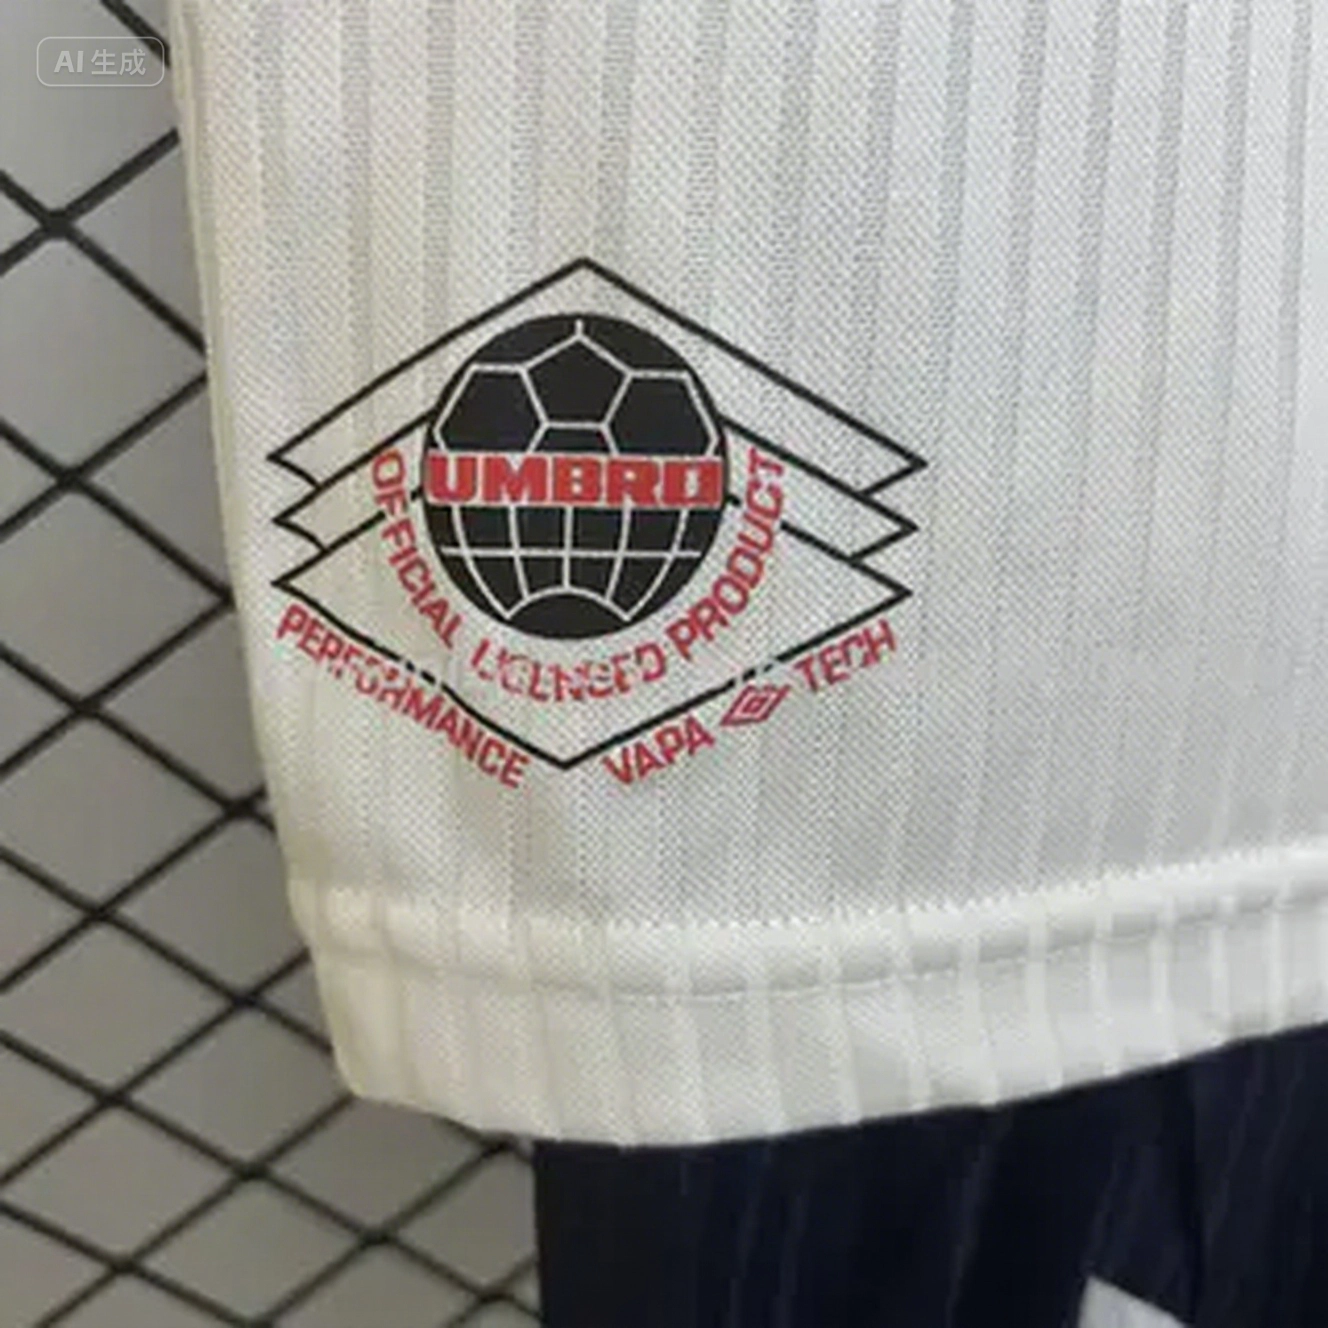 AI 生成
UMBRO
OFFICIAL LICENSED PRODUCT
PERFORMANCE
VAPA TECH